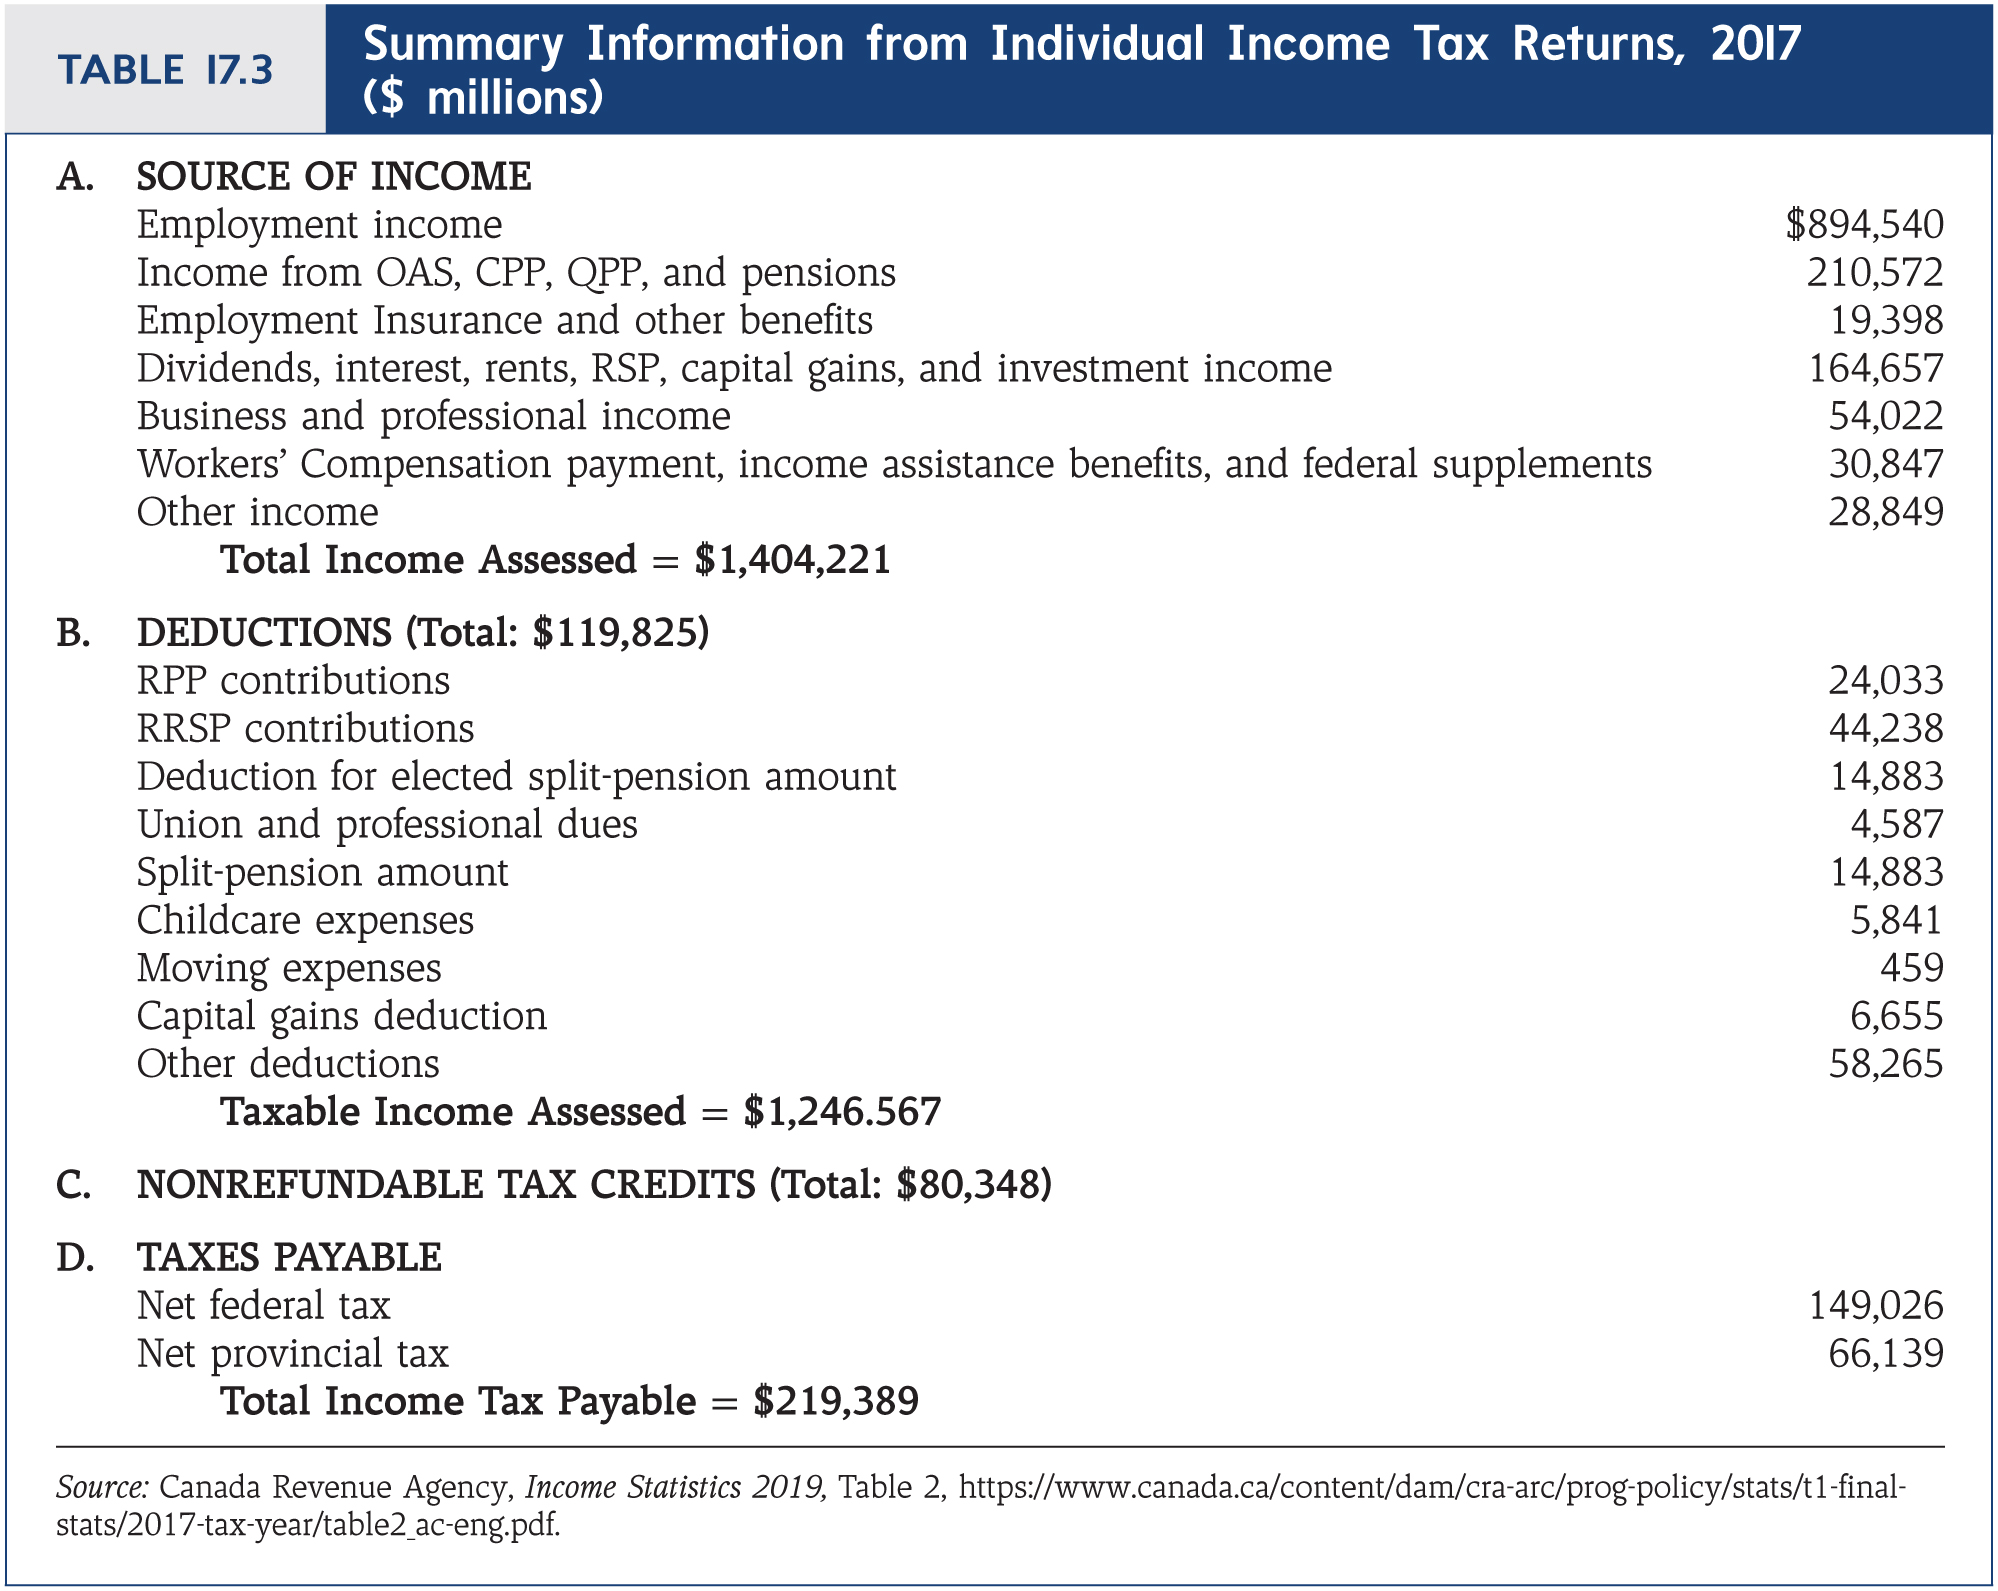 TABLE 17.3
Summary Information from Individual Income Tax Returns, 2017
($ millions)
A. SOURCE OF INCOME
Employment income $894,540
Income from OAS, CPP, QPP, and pensions 210,572
Employment Insurance and other benefits 19,398
Dividends, interest, rents, RSP, capital gains, and investment income 164,657
Business and professional income 54,022
Workers’ Compensation payment, income assistance benefits, and federal supplements 30,847
Other income 28,849
Total Income Assessed = $1,404,221
B. DEDUCTIONS (Total: $119,825)
RPP contributions 24,033
RRSP contributions 44,238
Deduction for elected split-pension amount 14,883
Union and professional dues 4,587
Split-pension amount 14,883
Childcare expenses 5,841
Moving expenses 459
Capital gains deduction 6,655
Other deductions 58,265
Taxable Income Assessed = $1,246.567
C. NONREFUNDABLE TAX CREDITS (Total: $80,348)
D. TAXES PAYABLE
Net federal tax 149,026
Net provincial tax 66,139
Total Income Tax Payable = $219,389
Source: Canada Revenue Agency, Income Statistics 2019, Table 2, https://www.canada.ca/content/dam/cra-arc/prog-policy/stats/t1-final-
stats/2017-tax-year/table2_ac-eng.pdf.